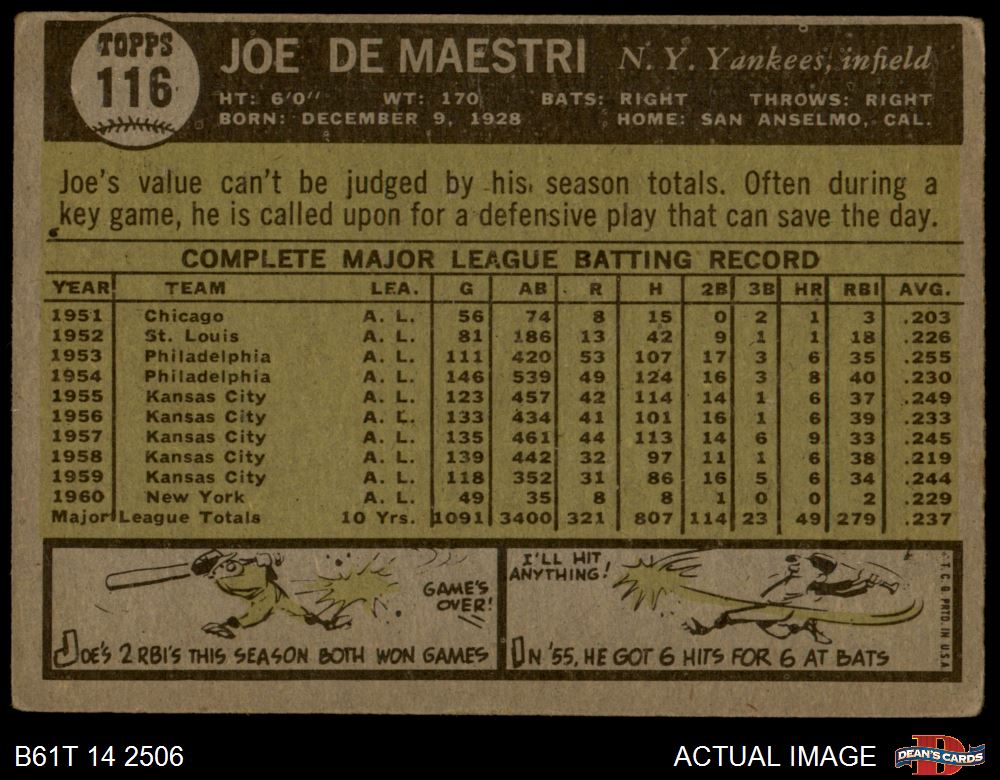 TOPPS
116
JOE DE MAESTRI N. Y. Yankees, infield
HT: 6'0" WT: 170 BATS: RIGHT THROWS: RIGHT
BORN: DECEMBER 9, 1928 HOME: SAN ANSELMO, CAL.
Joe's value can't be judged by his season totals. Often during a
key game, he is called upon for a defensive play that can save the day.
COMPLETE MAJOR LEAGUE BATTING RECORD
YEAR TEAM LEA. G AB R H 2B 3B HR RBI AVG.
1951 Chicago A. L. 56 74 8 15 0 2 1 3 .203
1952 St. Louis A. L. 81 186 13 42 9 1 1 18 .226
1953 Philadelphia A. L. 111 420 53 107 17 3 6 35 .255
1954 Philadelphia A. L. 146 539 49 124 16 3 8 40 .230
1955 Kansas City A. L. 123 457 42 114 14 1 6 37 .249
1956 Kansas City A. L. 133 434 41 101 16 1 6 39 .233
1957 Kansas City A. L. 135 461 44 113 14 6 9 33 .245
1958 Kansas City A. L. 139 442 32 97 11 1 6 38 .219
1959 Kansas City A. L. 118 352 31 86 16 5 6 34 .244
1960 New York A. L. 49 35 8 8 1 0 0 2 .229
Major League Totals 10 Yrs. 1091 3400 321 807 114 23 49 279 .237
GAME'S
OVER!
JOE'S 2 RBI'S THIS SEASON BOTH WON GAMES
I'LL HIT
ANYTHING!
IN '55, HE GOT 6 HITS FOR 6 AT BATS
T. C. G. PRTD. IN U.S.A.
B61T 14 2506
ACTUAL IMAGE
DEAN'S CARDS